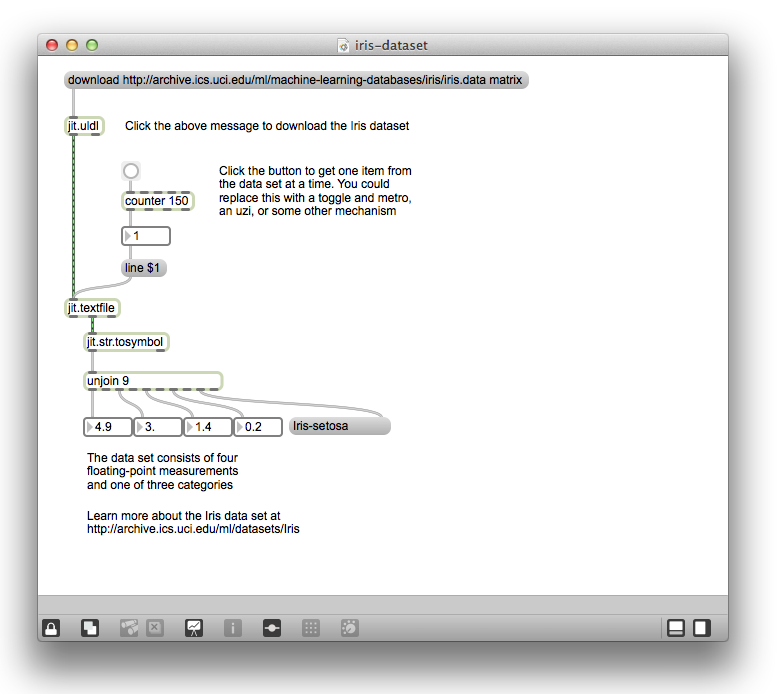 iris-dataset
download http://archive.ics.uci.edu/ml/machine-learning-databases/iris/iris.data matrix
jit.uldl
Click the above message to download the Iris dataset
Click the button to get one item from
the data set at a time. You could
replace this with a toggle and metro,
an uzi, or some other mechanism
counter 150
1
line $1
jit.textfile
jit.str.tosymbol
unjoin 9
4.9 3. 1.4 0.2 Iris-setosa
The data set consists of four
floating-point measurements
and one of three categories
Learn more about the Iris data set at
http://archive.ics.uci.edu/ml/datasets/Iris